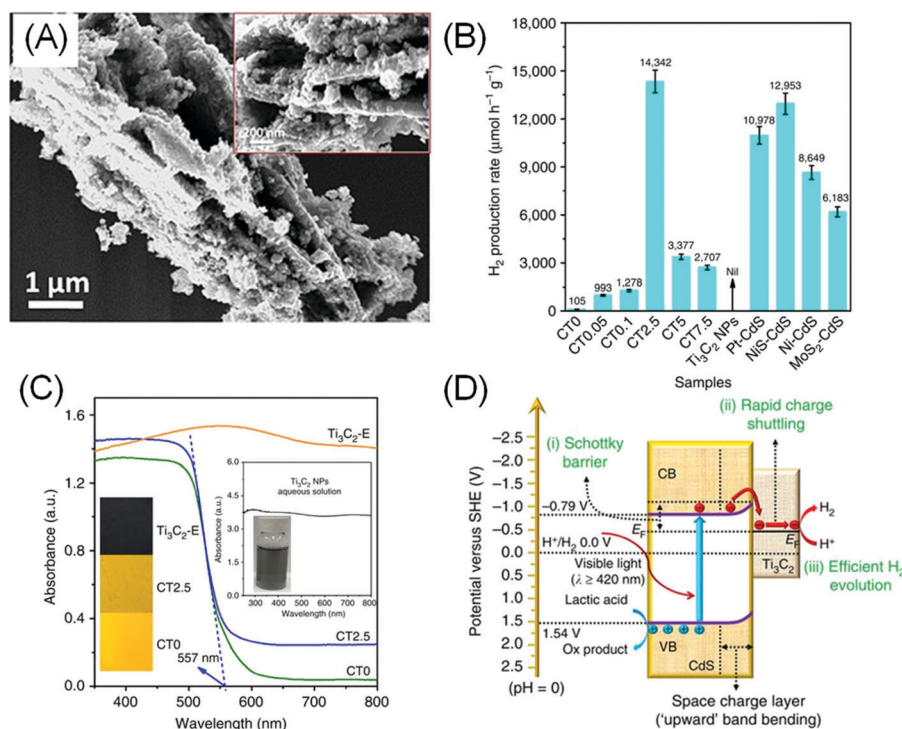 (A)
200 nm
1 µm
(B)
H₂ production rate (µmol h⁻¹ g⁻¹)
18,000
15,000
12,000
9,000
6,000
3,000
0
105
993
1,278
14,342
3,377
2,707
Nil
10,978
12,953
8,649
6,183
CT0
CT0.05
CT0.1
CT2.5
CT5
CT7.5
Ti₃C₂ NPs
Pt-CdS
NiS-CdS
Ni-CdS
MoS₂-CdS
Samples
(C)
Absorbance (a.u.)
1.6
1.2
0.8
0.4
0.0
Ti₃C₂-E
Ti₃C₂-E
CT2.5
CT0
557 nm
Absorbance (a.u.)
6.0
4.5
3.0
1.5
0.0
Ti₃C₂ NPs
aqueous solution
300 400 500 600 700 800
Wavelength (nm)
CT2.5
CT0
400 500 600 700 800
Wavelength (nm)
(D)
Potential versus SHE (V)
−2.5
−2.0
−1.5
−1.0
−0.5
0.0
0.5
1.0
1.5
2.0
2.5
(pH = 0)
(i) Schottky
barrier
(ii) Rapid charge
shuttling
(iii) Efficient H₂
evolution
CB
−0.79 V
E_F
H⁺/H₂ 0.0 V
Visible light
(λ ≥ 420 nm)
Lactic acid
1.54 V
Ox product
VB
CdS
E_F
Ti₃C₂
H₂
H⁺
Space charge layer
('upward' band bending)